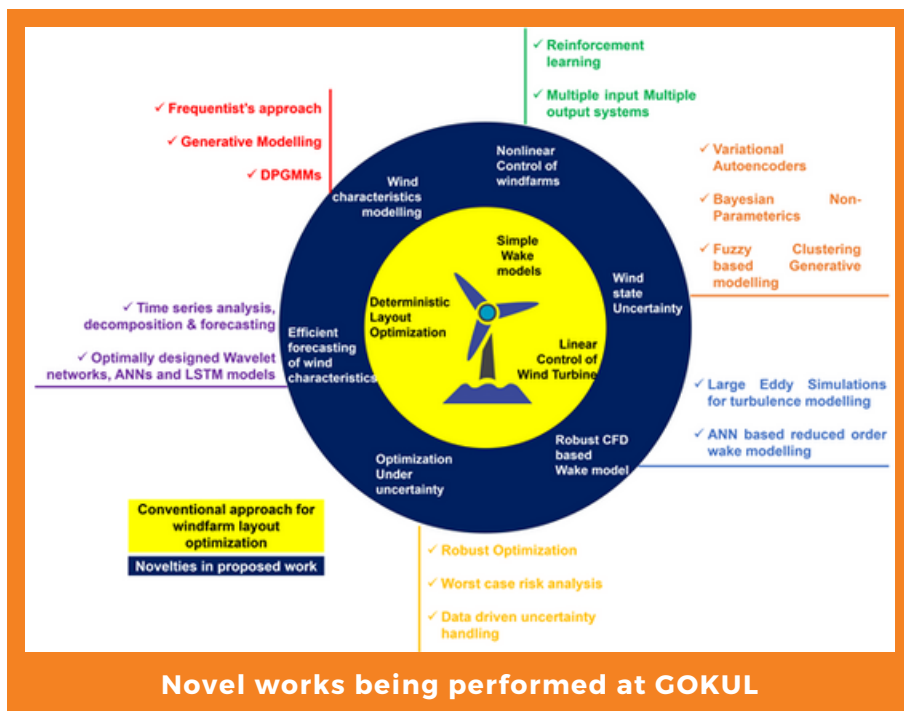 ✓ Reinforcement
learning
✓ Multiple input Multiple
output systems
✓ Frequentist's approach
✓ Generative Modelling
✓ DPGMMs
✓ Variational
Autoencoders
✓ Bayesian Non-
Parameterics
✓ Fuzzy Clustering
based Generative
modelling
Nonlinear
Control of
windfarms
Wind
characteristics
modelling
Wind
state
Uncertainty
Simple
Wake
models
Deterministic
Layout
Optimization
Linear
Control of
Wind Turbine
✓ Time series analysis,
decomposition & forecasting
✓ Optimally designed Wavelet
networks, ANNs and LSTM models
Efficient
forecasting
of wind
characteristics
✓ Large Eddy Simulations
for turbulence modelling
✓ ANN based reduced order
wake modelling
Robust CFD
based
Wake model
Optimization
Under
uncertainty
Conventional approach for
windfarm layout
optimization
Novelties in proposed work
✓ Robust Optimization
✓ Worst case risk analysis
✓ Data driven uncertainty
handling
Novel works being performed at GOKUL